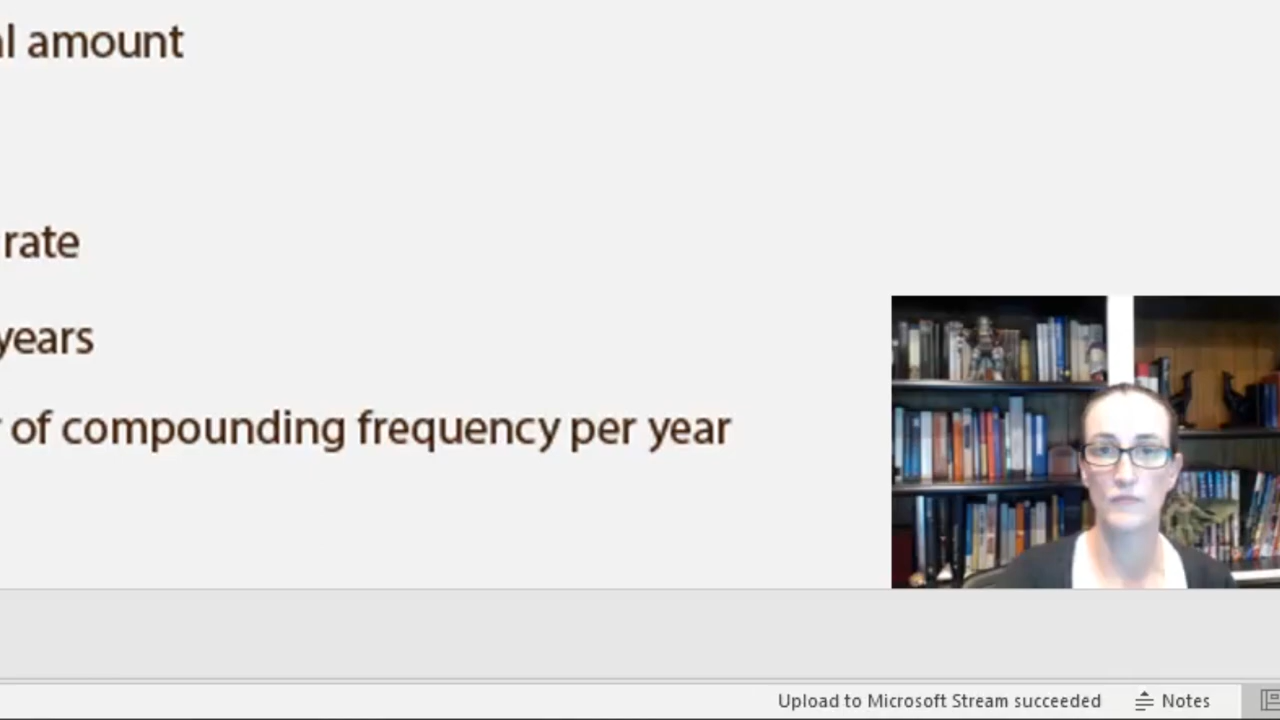 al amount
rate
years
of compounding frequency per year
Upload to Microsoft Stream succeeded Notes